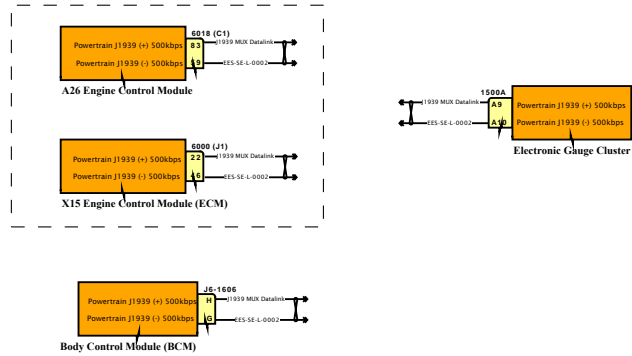 6018 (C1)
Powertrain J1939 (+) 500kbps 83 J1939 MUX Datalink
Powertrain J1939 (-) 500kbps EES-SE-L-0002
A26 Engine Control Module
1500A
J1939 MUX Datalink A9 Powertrain J1939 (+) 500kbps
EES-SE-L-0002 A10 Powertrain J1939 (-) 500kbps
Electronic Gauge Cluster
6000 (J1)
Powertrain J1939 (+) 500kbps 22 J1939 MUX Datalink
Powertrain J1939 (-) 500kbps EES-SE-L-0002
X15 Engine Control Module (ECM)
J6-1606
Powertrain J1939 (+) 500kbps H J1939 MUX Datalink
Powertrain J1939 (-) 500kbps G EES-SE-L-0002
Body Control Module (BCM)